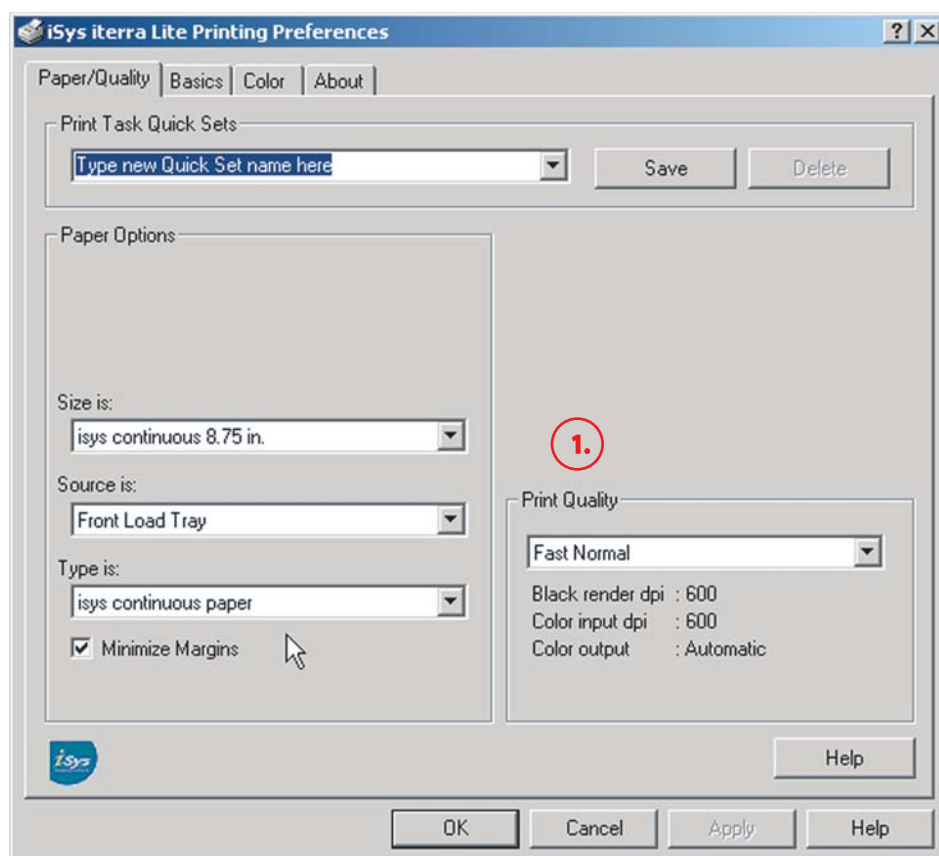 iSys iterra Lite Printing Preferences
Paper/Quality Basics Color About
Print Task Quick Sets
Type new Quick Set name here Save Delete
Paper Options
Size is:
isys continuous 8.75 in.
1.
Source is:
Front Load Tray
Type is:
isys continuous paper
Minimize Margins
Print Quality
Fast Normal
Black render dpi : 600
Color input dpi : 600
Color output : Automatic
isys
Help
OK Cancel Apply Help